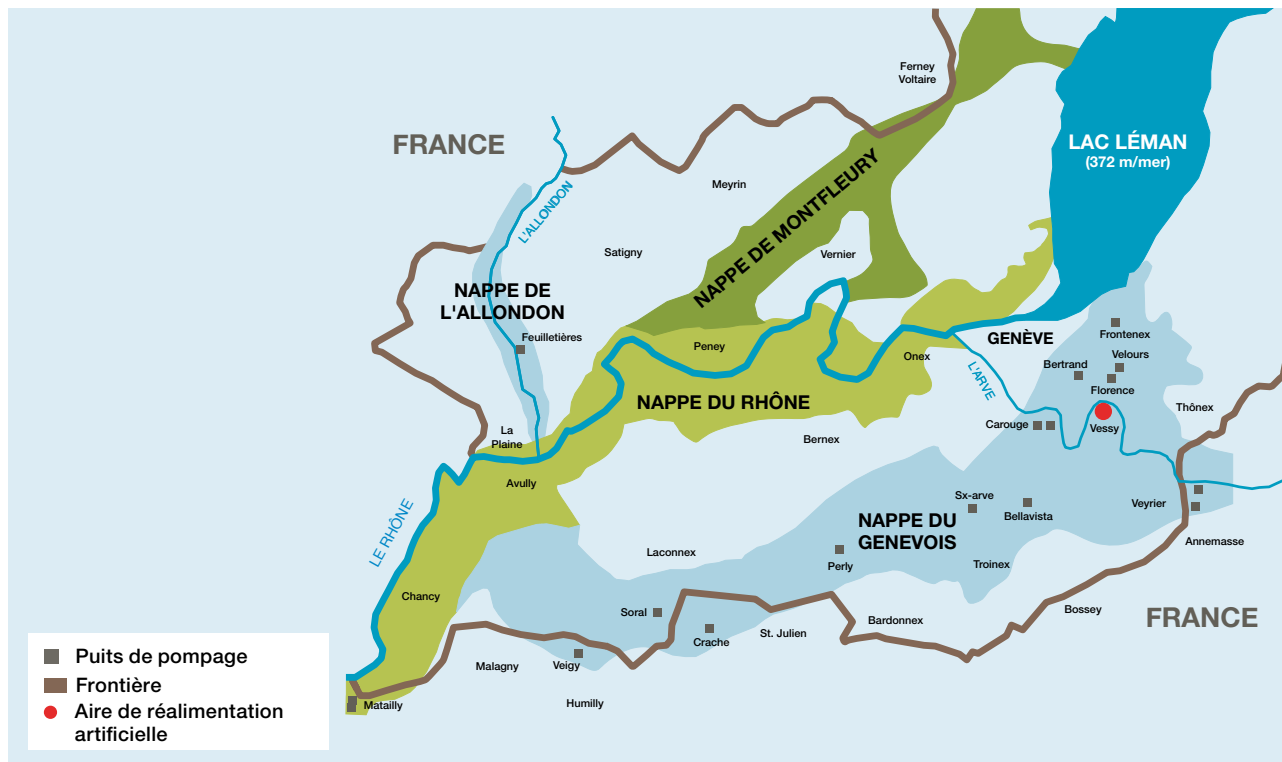 Ferney
Voltaire
FRANCE
LAC LÉMAN
(372 m/mer)
Meyrin
L'ALLONDON
NAPPE DE MONTFLEURY
Satigny
Vernier
NAPPE DE
L'ALLONDON
Feuilletières
Peney
Onex
GENÈVE
Frontenex
Velours
Bertrand
Florence
L'ARVE
Thônex
Carouge
Vessy
NAPPE DU RHÔNE
Bernex
La
Plaine
Avully
Sx-arve
Bellavista
Veyrier
Annemasse
NAPPE DU
GENEVOIS
LE RHÔNE
Laconnex
Perly
Troinex
Chancy
Soral
Crache
St. Julien
Bardonnex
Bossey
FRANCE
Malagny
Veigy
Humilly
Matailly
Puits de pompage
Frontière
Aire de réalimentation
artificielle